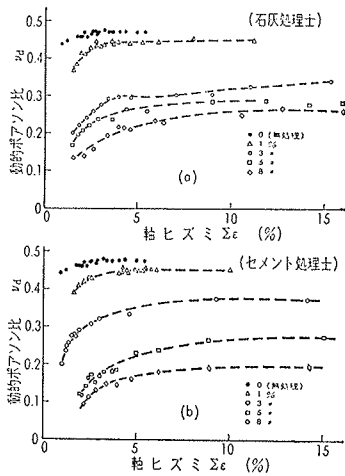 (石灰処理土)
動的ポアソン比 νd
0.5
0.4
0.3
0.2
0.1
0 (無処理)
1 %
3 〃
5 〃
8 〃
(a)
0
5
10
15
軸ヒズミ Σε (%)
(セメント処理土)
動的ポアソン比 νd
0.5
0.4
0.3
0.2
0.1
0
0 (無処理)
1 %
3 〃
5 〃
8 〃
(b)
0
5
10
15
軸ヒズミ Σε (%)